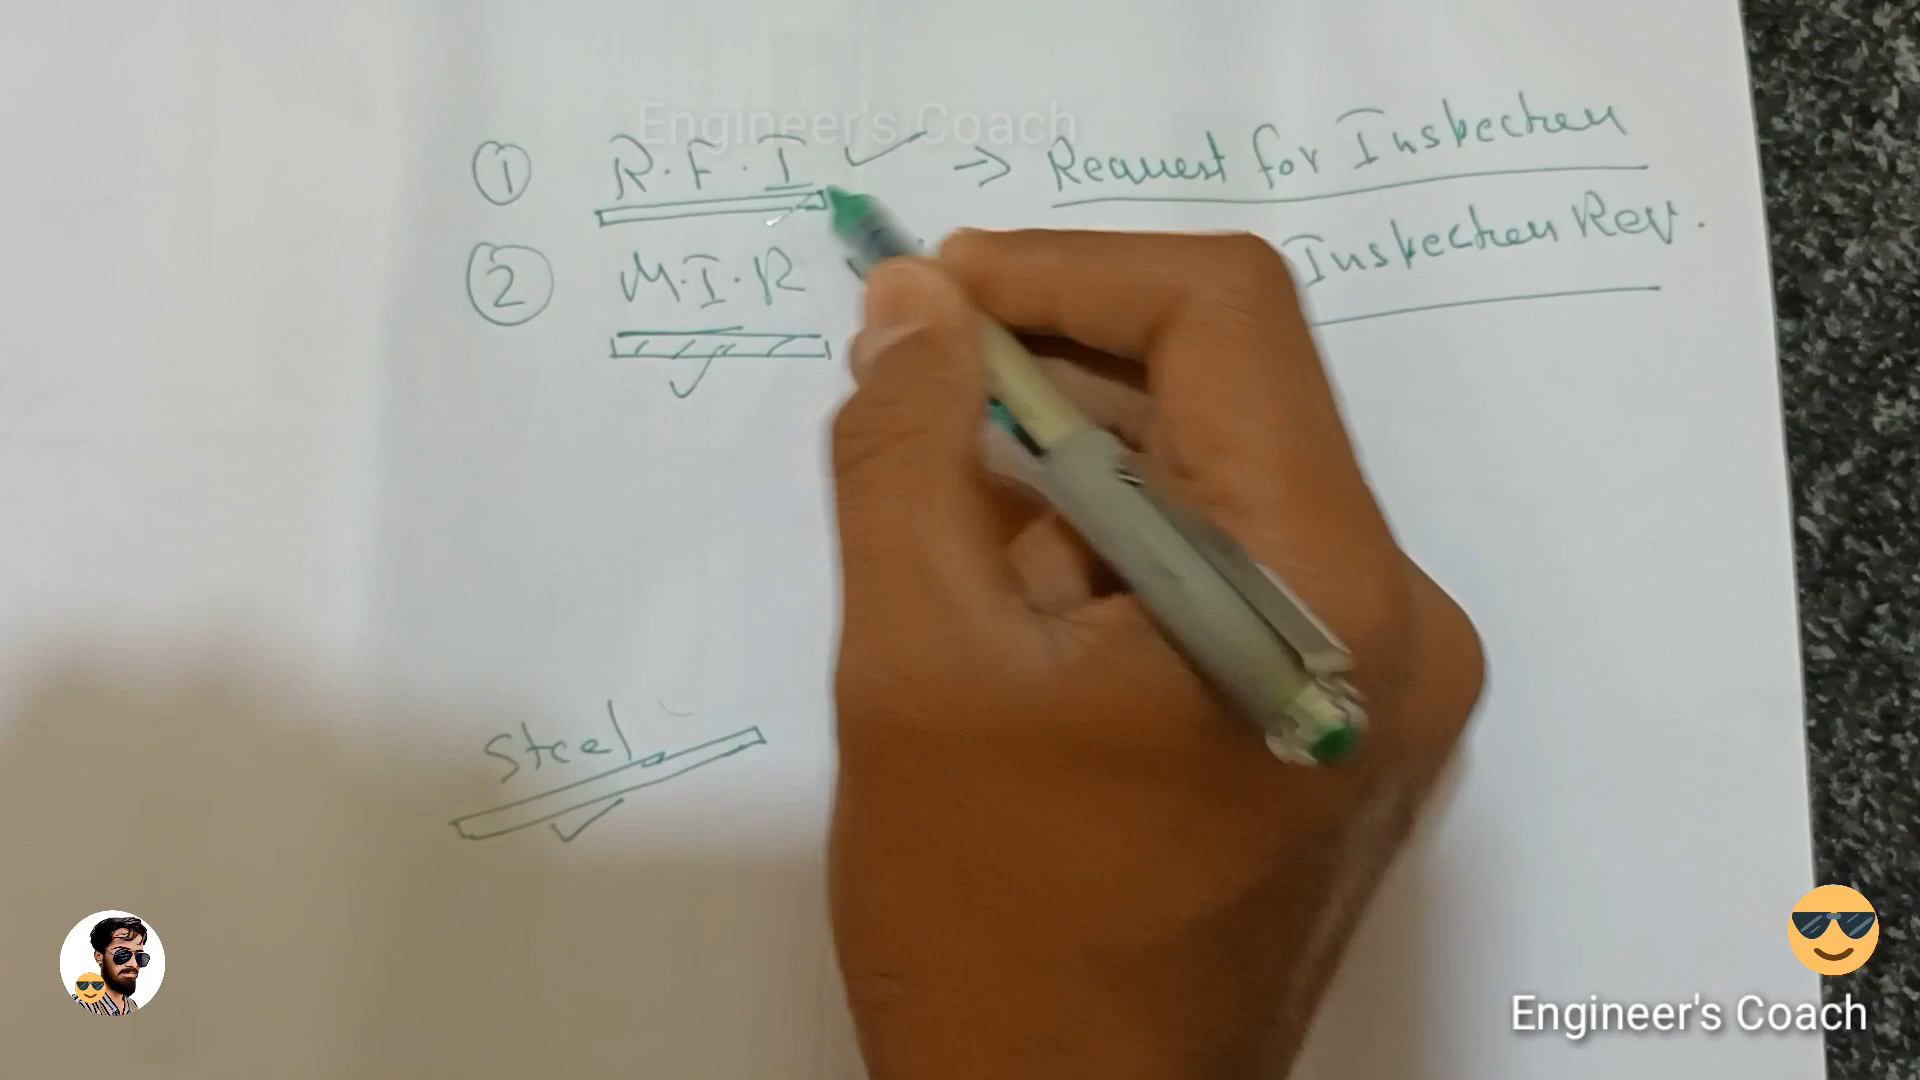 Engineer's Coach
① R.F.I ✓ → Request for Inspection
② M.I.R Inspection Req.
Steel
Engineer's Coach